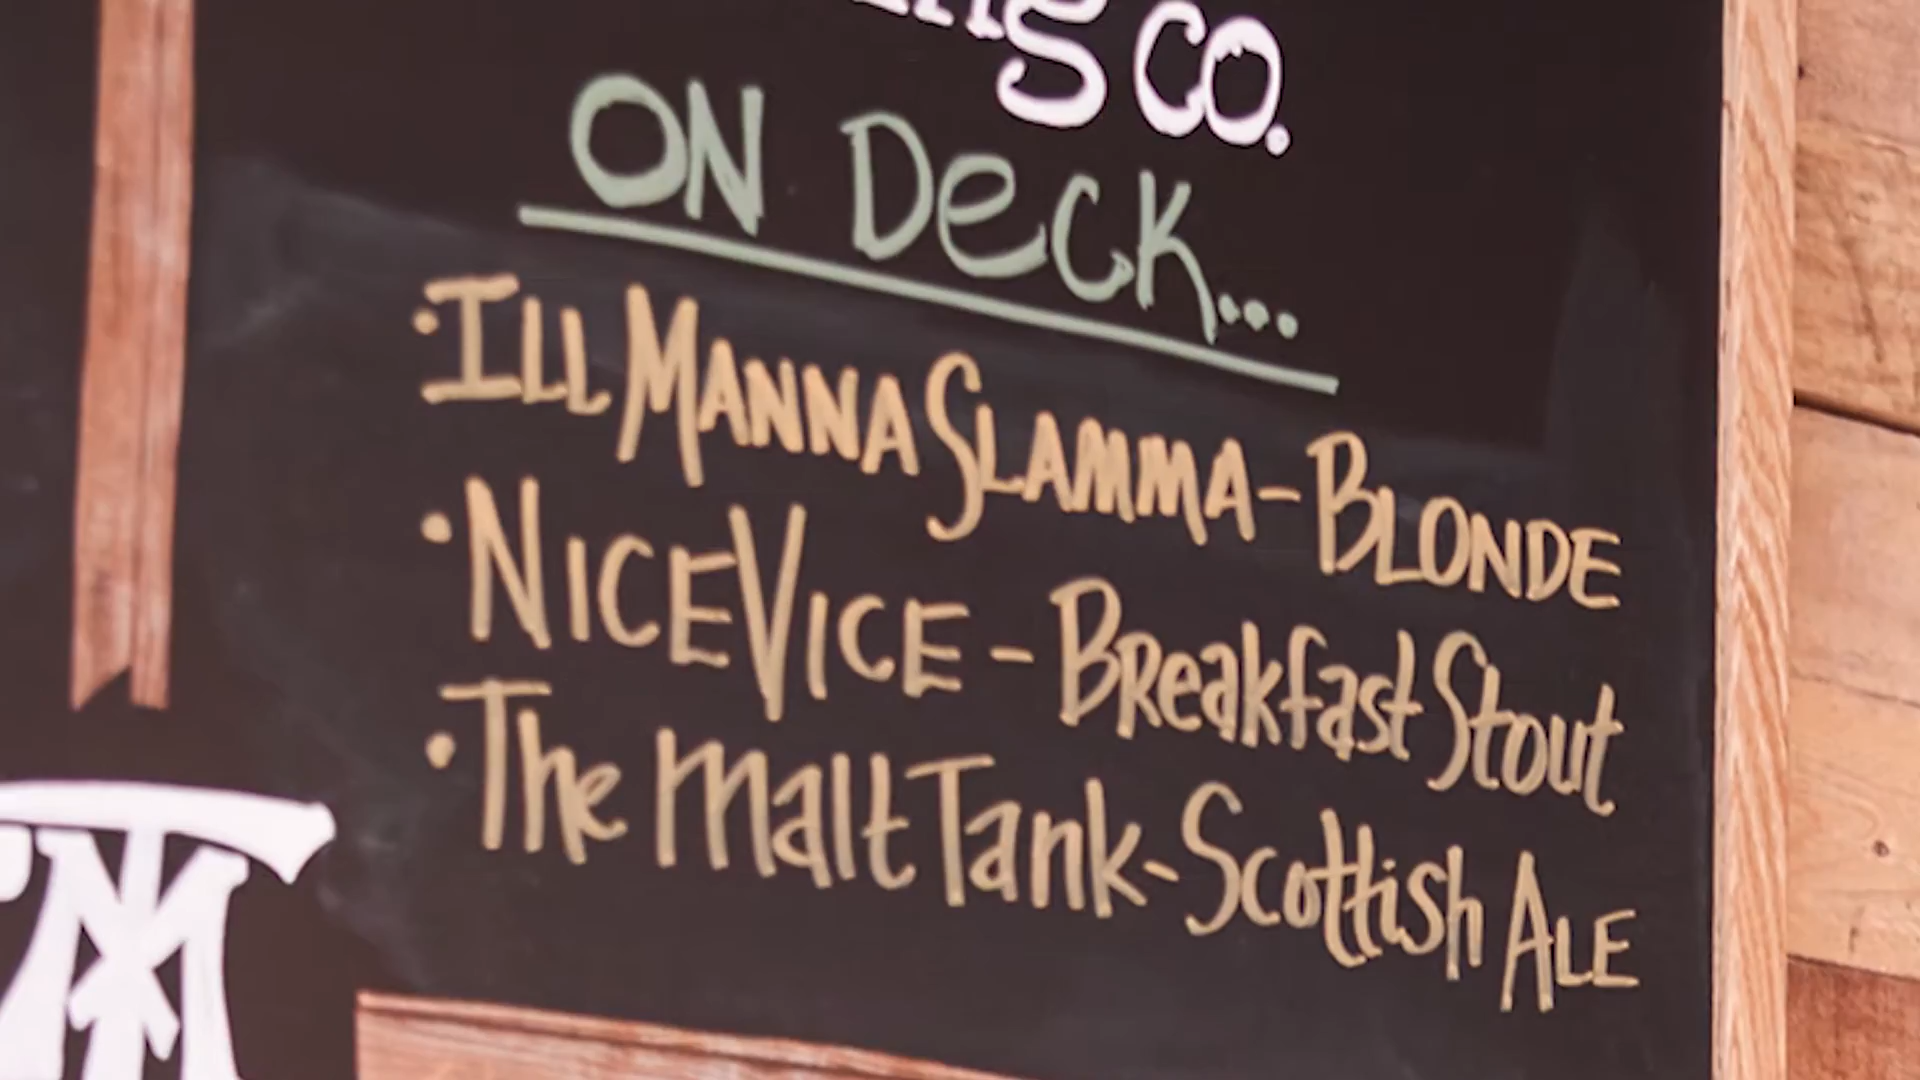 CO.
ON DeCK...
·ILL MANNA SLAMMA - BLONDE
·NICE VICE - Breakfast Stout
·The Malt Tank - Scottish ALE